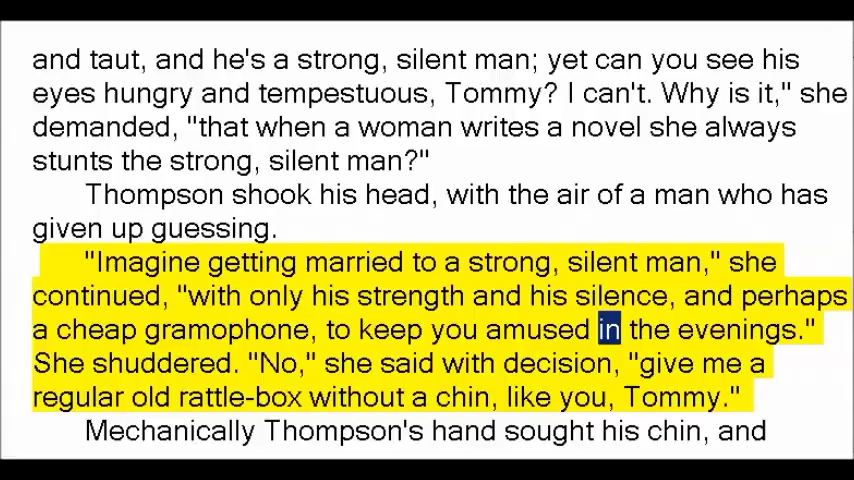 and taut, and he's a strong, silent man; yet can you see his
eyes hungry and tempestuous, Tommy? I can't. Why is it," she
demanded, "that when a woman writes a novel she always
stunts the strong, silent man?"
Thompson shook his head, with the air of a man who has
given up guessing.
"Imagine getting married to a strong, silent man," she
continued, "with only his strength and his silence, and perhaps
a cheap gramophone, to keep you amused in the evenings."
She shuddered. "No," she said with decision, "give me a
regular old rattle-box without a chin, like you, Tommy."
Mechanically Thompson's hand sought his chin, and